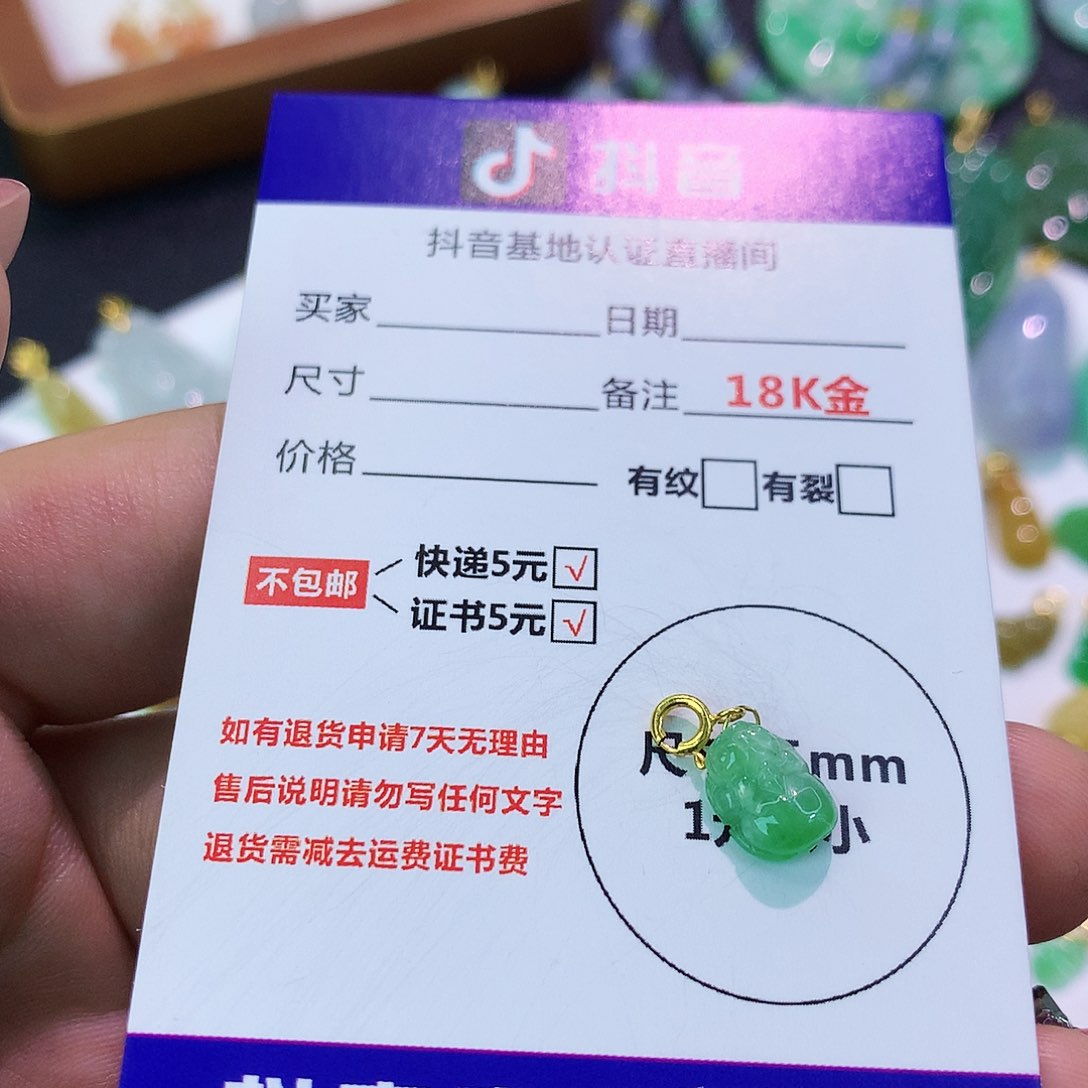 抖音
抖音基地认证直播间
买家 日期
尺寸 备注 18K金
价格 有纹 有裂
不包邮 快递5元 √
证书5元 √
如有退货申请7天无理由
售后说明请勿写任何文字
退货需减去运费证书费
尺 mm
1 小